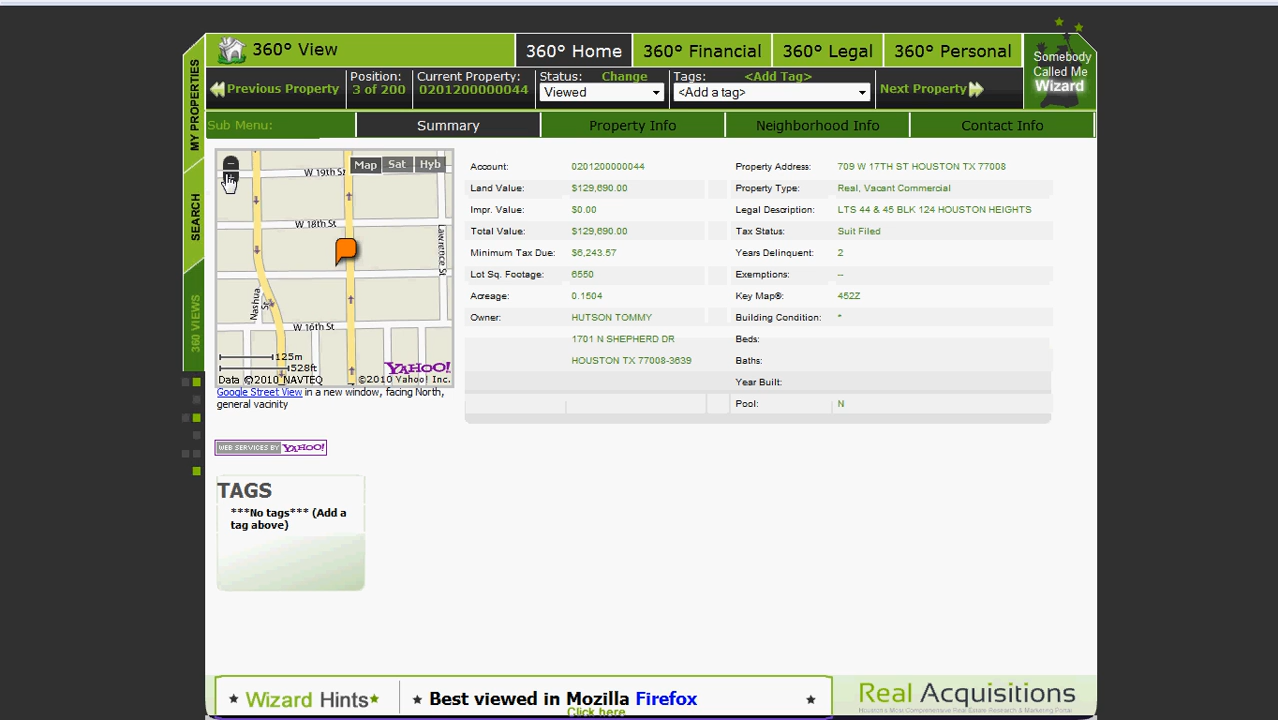 360° View
360° Home
360° Financial
360° Legal
360° Personal
Somebody
Called Me
Wizard
MY PROPERTIES
SEARCH
360 VIEWS
Previous Property
Position:
3 of 200
Current Property:
0201200000044
Status: Change
Viewed
Tags: <Add Tag>
<Add a tag>
Next Property
Sub Menu:
Summary
Property Info
Neighborhood Info
Contact Info
Map Sat Hyb
W 19th St
W 18th St
Lawrence St
Nashua St
W 16th St
125m
528ft
YAHOO!
Data ©2010 NAVTEQ ©2010 Yahoo! Inc.
Google Street View in a new window, facing North,
general vacinity
WEB SERVICES BY YAHOO!
TAGS
***No tags*** (Add a
tag above)
Account: 0201200000044 Property Address: 709 W 17TH ST HOUSTON TX 77008
Land Value: $129,690.00 Property Type: Real, Vacant Commercial
Impr. Value: $0.00 Legal Description: LTS 44 & 45 BLK 124 HOUSTON HEIGHTS
Total Value: $129,690.00 Tax Status: Suit Filed
Minimum Tax Due: $6,243.57 Years Delinquent: 2
Lot Sq. Footage: 6550 Exemptions: --
Acreage: 0.1504 Key Map®: 452Z
Owner: HUTSON TOMMY Building Condition: *
1701 N SHEPHERD DR Beds:
HOUSTON TX 77008-3639 Baths:
Year Built:
Pool: N
Wizard Hints
Best viewed in Mozilla Firefox
Click here
Real Acquisitions
Houston's Most Comprehensive Real Estate Research & Marketing Portal